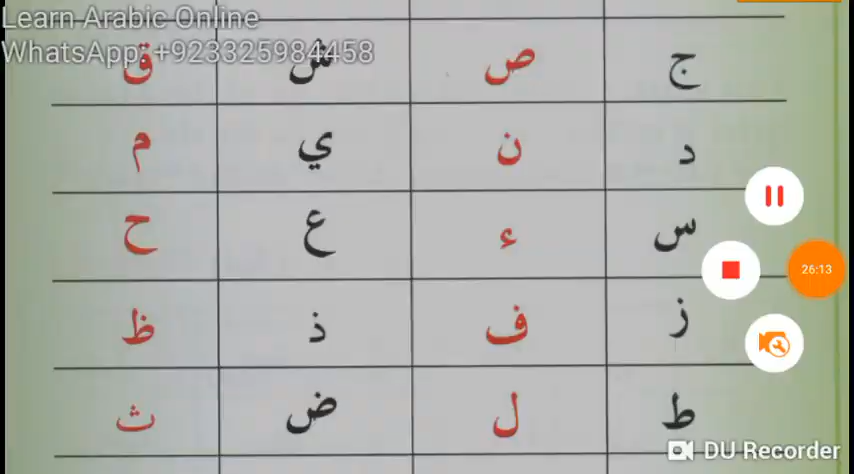 Learn Arabic Online
WhatsApp: +923325984458
ج ص ش ق
د ن ي م
س ء ع ح
ز ف ذ ظ
ط ل ض ث
26:13
DU Recorder